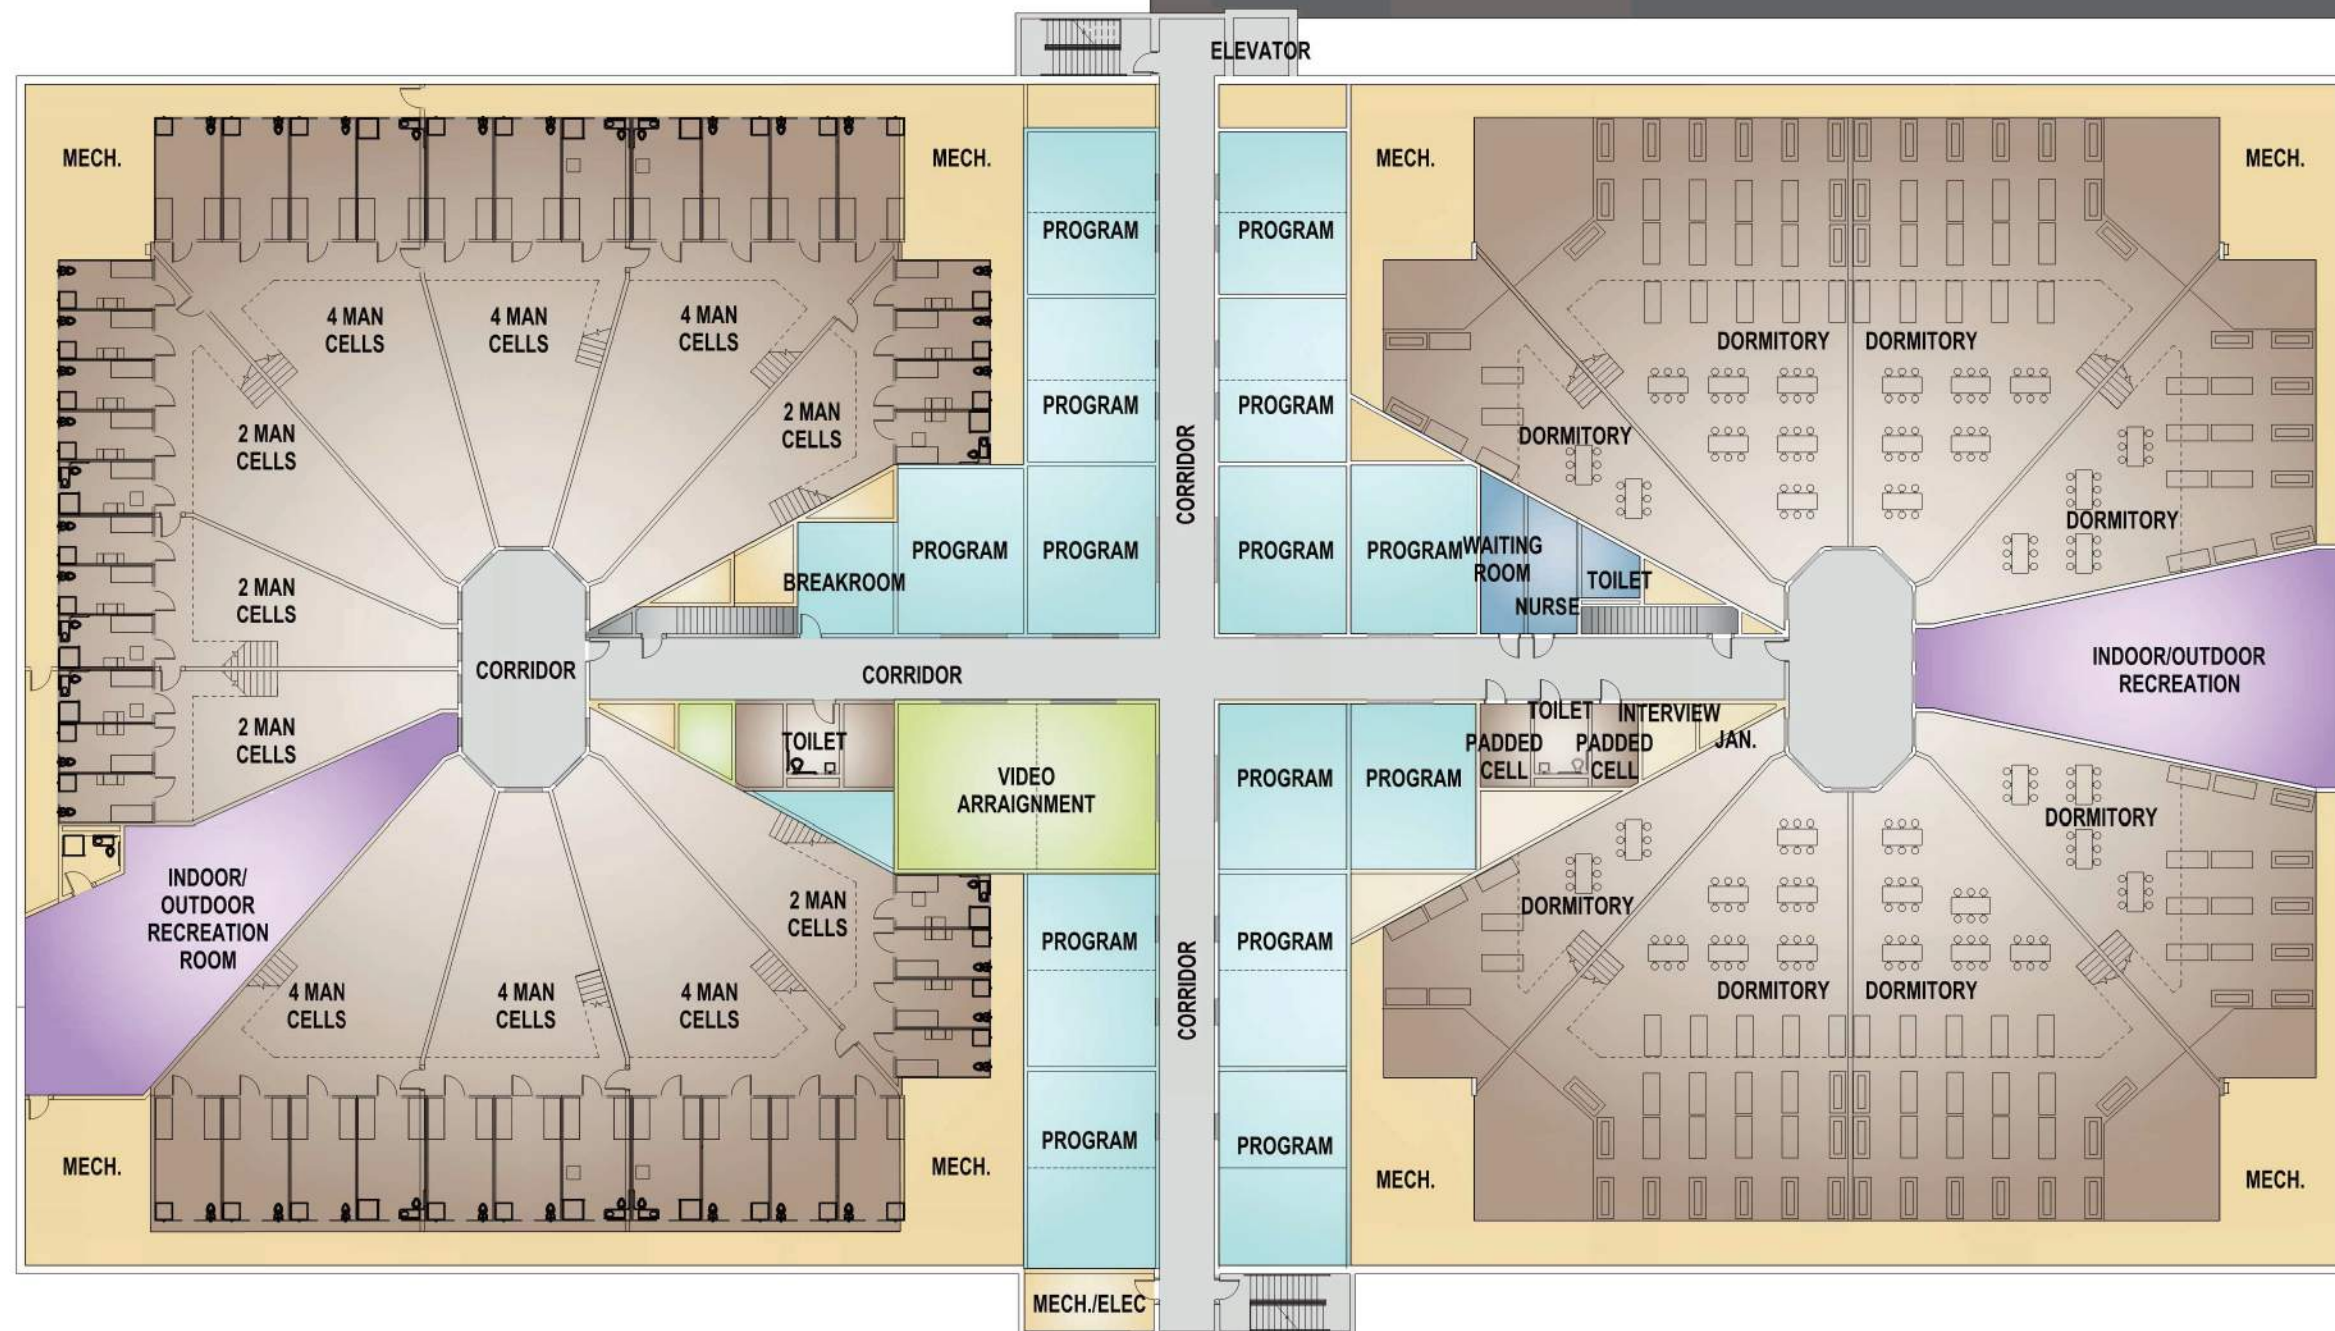 ELEVATOR
MECH.
MECH.
MECH.
MECH.
PROGRAM
PROGRAM
4 MAN
CELLS
4 MAN
CELLS
4 MAN
CELLS
DORMITORY
DORMITORY
2 MAN
CELLS
2 MAN
CELLS
PROGRAM
PROGRAM
DORMITORY
CORRIDOR
DORMITORY
2 MAN
CELLS
BREAKROOM
PROGRAM
PROGRAM
PROGRAM
PROGRAM
WAITING
ROOM
NURSE
TOILET
CORRIDOR
CORRIDOR
INDOOR/OUTDOOR
RECREATION
2 MAN
CELLS
TOILET
VIDEO
ARRAIGNMENT
PROGRAM
PROGRAM
PADDED
CELL
TOILET
PADDED
CELL
INTERVIEW
JAN.
DORMITORY
INDOOR/
OUTDOOR
RECREATION
ROOM
2 MAN
CELLS
PROGRAM
CORRIDOR
PROGRAM
DORMITORY
4 MAN
CELLS
4 MAN
CELLS
4 MAN
CELLS
DORMITORY
DORMITORY
PROGRAM
PROGRAM
MECH.
MECH.
MECH.
MECH.
MECH./ELEC